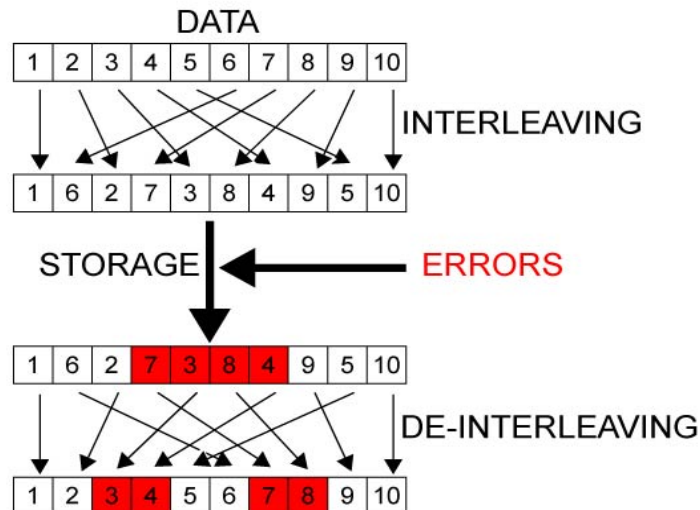 DATA
1 2 3 4 5 6 7 8 9 10
INTERLEAVING
1 6 2 7 3 8 4 9 5 10
STORAGE ERRORS
1 6 2 7 3 8 4 9 5 10
DE-INTERLEAVING
1 2 3 4 5 6 7 8 9 10